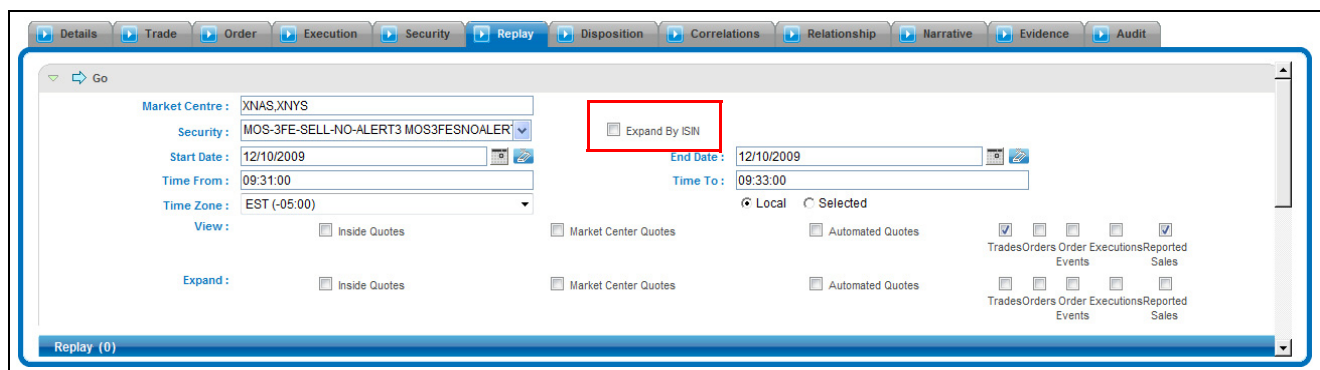 Details Trade Order Execution Security Replay Disposition Correlations Relationship Narrative Evidence Audit
Go
Market Centre : XNAS,XNYS
Security : MOS-3FE-SELL-NO-ALERT3 MOS3FESNOALERT Expand By ISIN
Start Date : 12/10/2009 End Date : 12/10/2009
Time From : 09:31:00 Time To : 09:33:00
Time Zone : EST (-05:00) Local Selected
View : Inside Quotes Market Center Quotes Automated Quotes
Trades Orders Order Executions Reported
Events Sales
Expand : Inside Quotes Market Center Quotes Automated Quotes
Trades Orders Order Executions Reported
Events Sales
Replay (0)